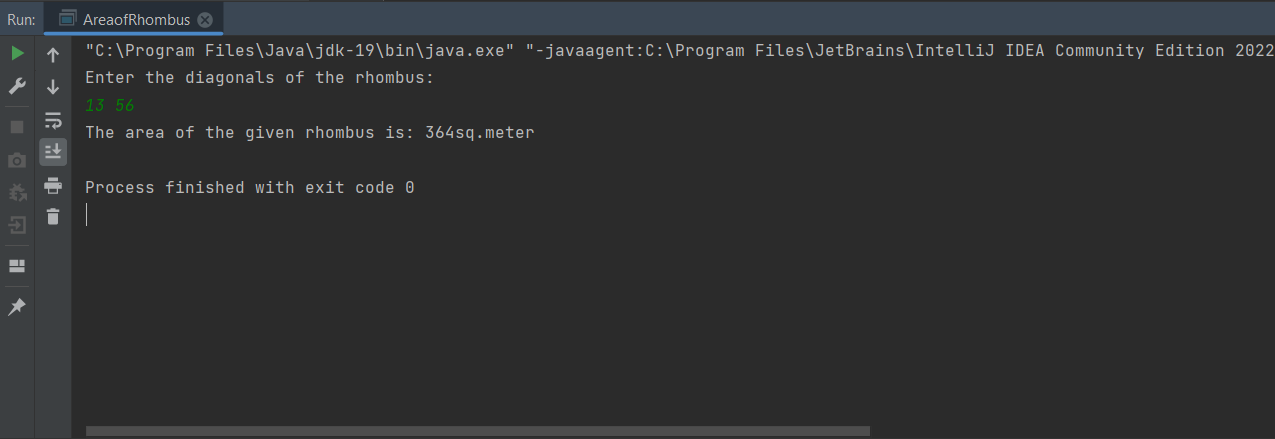 Run: AreaofRhombus
"C:\Program Files\Java\jdk-19\bin\java.exe" "-javaagent:C:\Program Files\JetBrains\IntelliJ IDEA Community Edition 2022
Enter the diagonals of the rhombus:
13 56
The area of the given rhombus is: 364sq.meter
Process finished with exit code 0